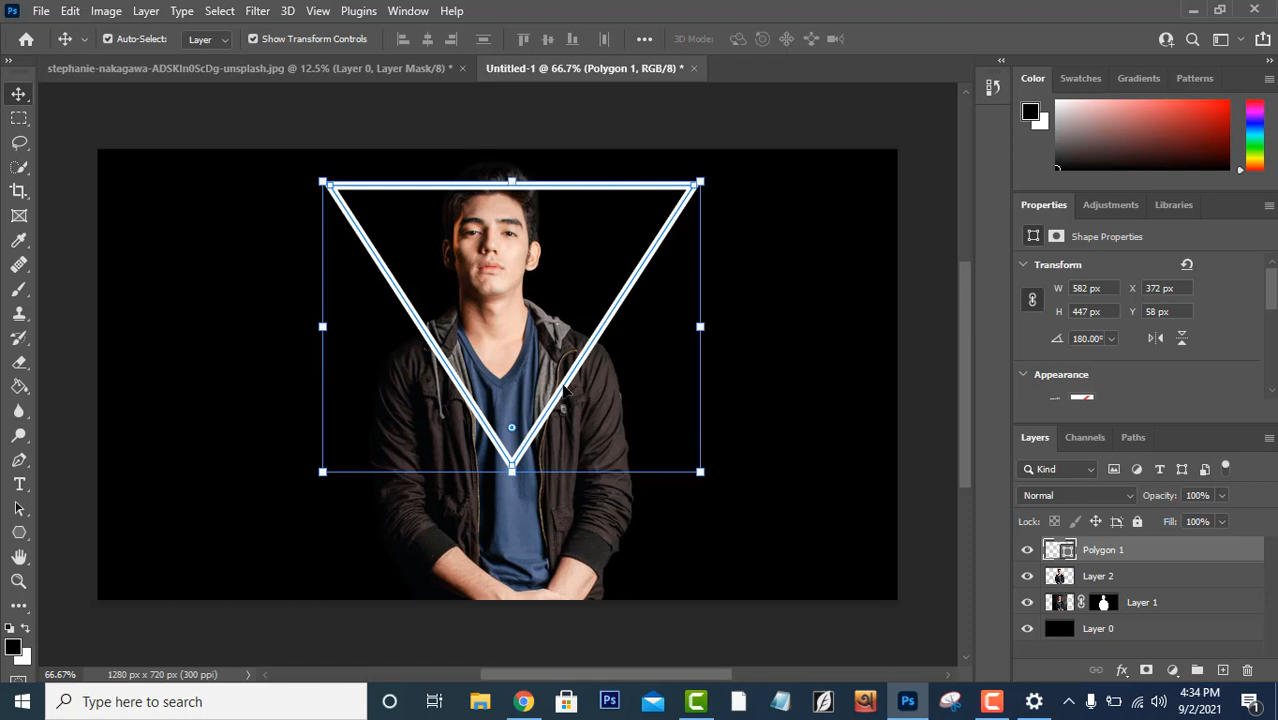 Ps File Edit Image Layer Type Select Filter 3D View Plugins Window Help
Auto-Select: Layer Show Transform Controls 3D Mode:
stephanie-nakagawa-ADSKIn0ScDg-unsplash.jpg @ 12.5% (Layer 0, Layer Mask/8) * Untitled-1 @ 66.7% (Polygon 1, RGB/8) *
Color Swatches Gradients Patterns
Properties Adjustments Libraries
Shape Properties
Transform
W 582 px X 372 px
H 447 px Y 58 px
180.00°
Appearance
Layers Channels Paths
Kind
Normal Opacity: 100%
Lock: Fill: 100%
Polygon 1
Layer 2
Layer 1
Layer 0
66.67% 1280 px x 720 px (300 ppi)
Type here to search
Ps
Ps
4:34 PM
9/2/2021
1